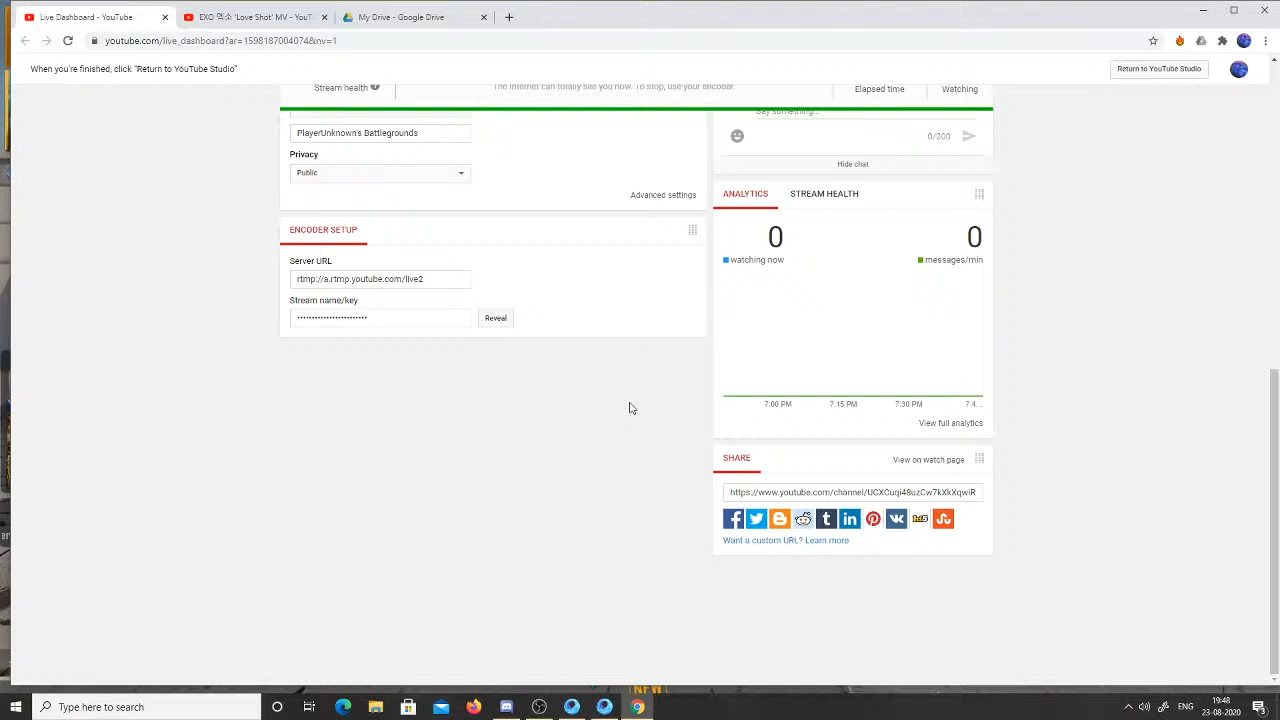 Live Dashboard - YouTube
EXO 엑소 'Love Shot' MV - YouT
My Drive - Google Drive
youtube.com/live_dashboard?ar=1598187004074&nv=1
When you're finished, click "Return to YouTube Studio"
Return to YouTube Studio
Stream health
The Internet can totally see you now. To stop, use your encoder.
Elapsed time
Watching
PlayerUnknown's Battlegrounds
Privacy
Public
Advanced settings
ENCODER SETUP
Server URL
rtmp://a.rtmp.youtube.com/live2
Stream name/key
Reveal
Say something...
0/200
Hide chat
ANALYTICS STREAM HEALTH
0 0
watching now messages/min
7:00 PM 7:15 PM 7:30 PM 7:4...
View full analytics
SHARE View on watch page
https://www.youtube.com/channel/UCXCuqi48uzCw7kXkXqwiR
Want a custom URL? Learn more
NEW
Type here to search
ENG
19:48
23-08-2020